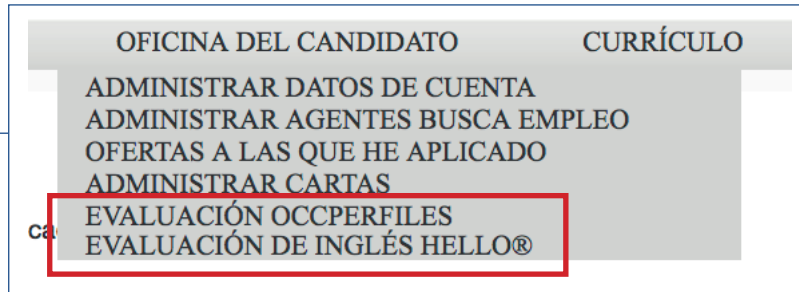 OFICINA DEL CANDIDATO CURRÍCULO
ADMINISTRAR DATOS DE CUENTA
ADMINISTRAR AGENTES BUSCA EMPLEO
OFERTAS A LAS QUE HE APLICADO
ADMINISTRAR CARTAS
EVALUACIÓN OCCPERFILES
EVALUACIÓN DE INGLÉS HELLO®